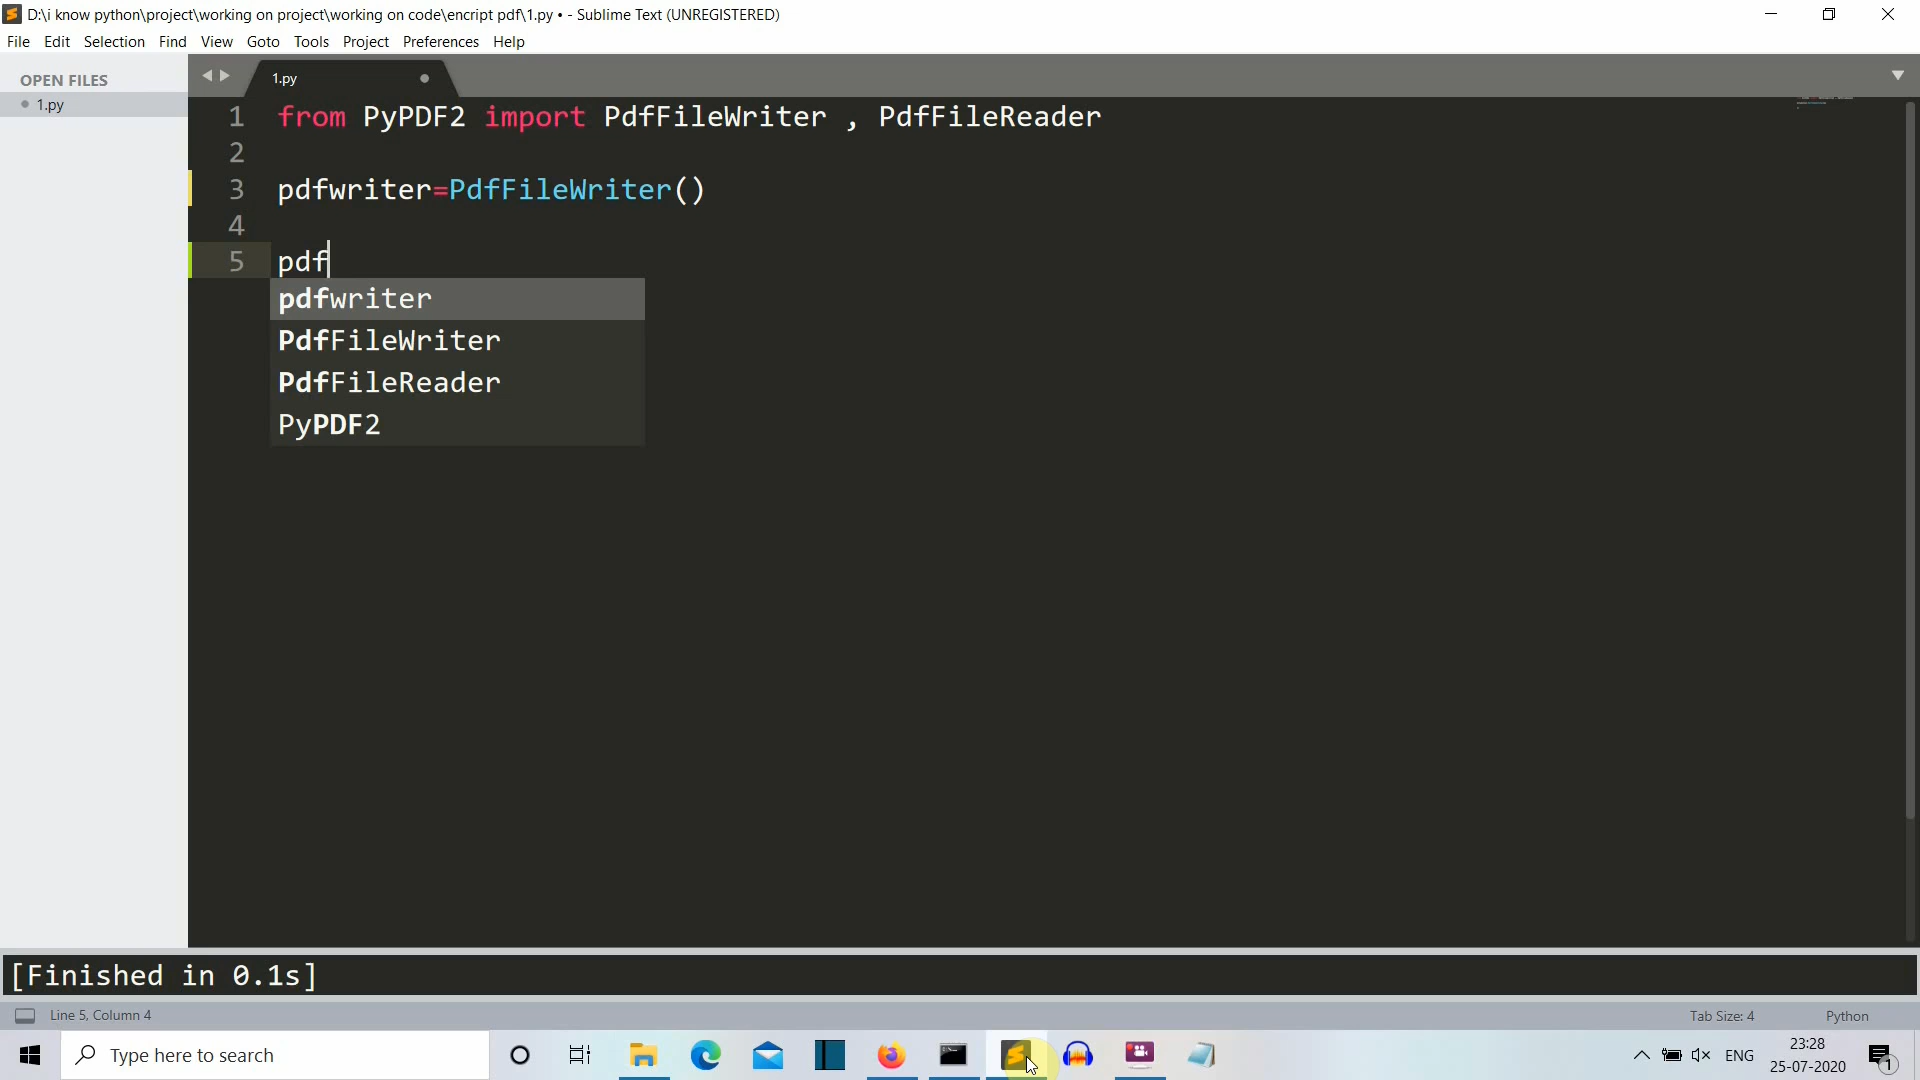 D:\i know python\project\working on project\working on code\encript pdf\1.py • - Sublime Text (UNREGISTERED)
File Edit Selection Find View Goto Tools Project Preferences Help
OPEN FILES
1.py
1.py
1 from PyPDF2 import PdfFileWriter , PdfFileReader
2
3 pdfwriter=PdfFileWriter()
4
5 pdf
pdfwriter
PdfFileWriter
PdfFileReader
PyPDF2
[Finished in 0.1s]
Line 5, Column 4
Tab Size: 4
Python
Type here to search
ENG
23:28
25-07-2020
1